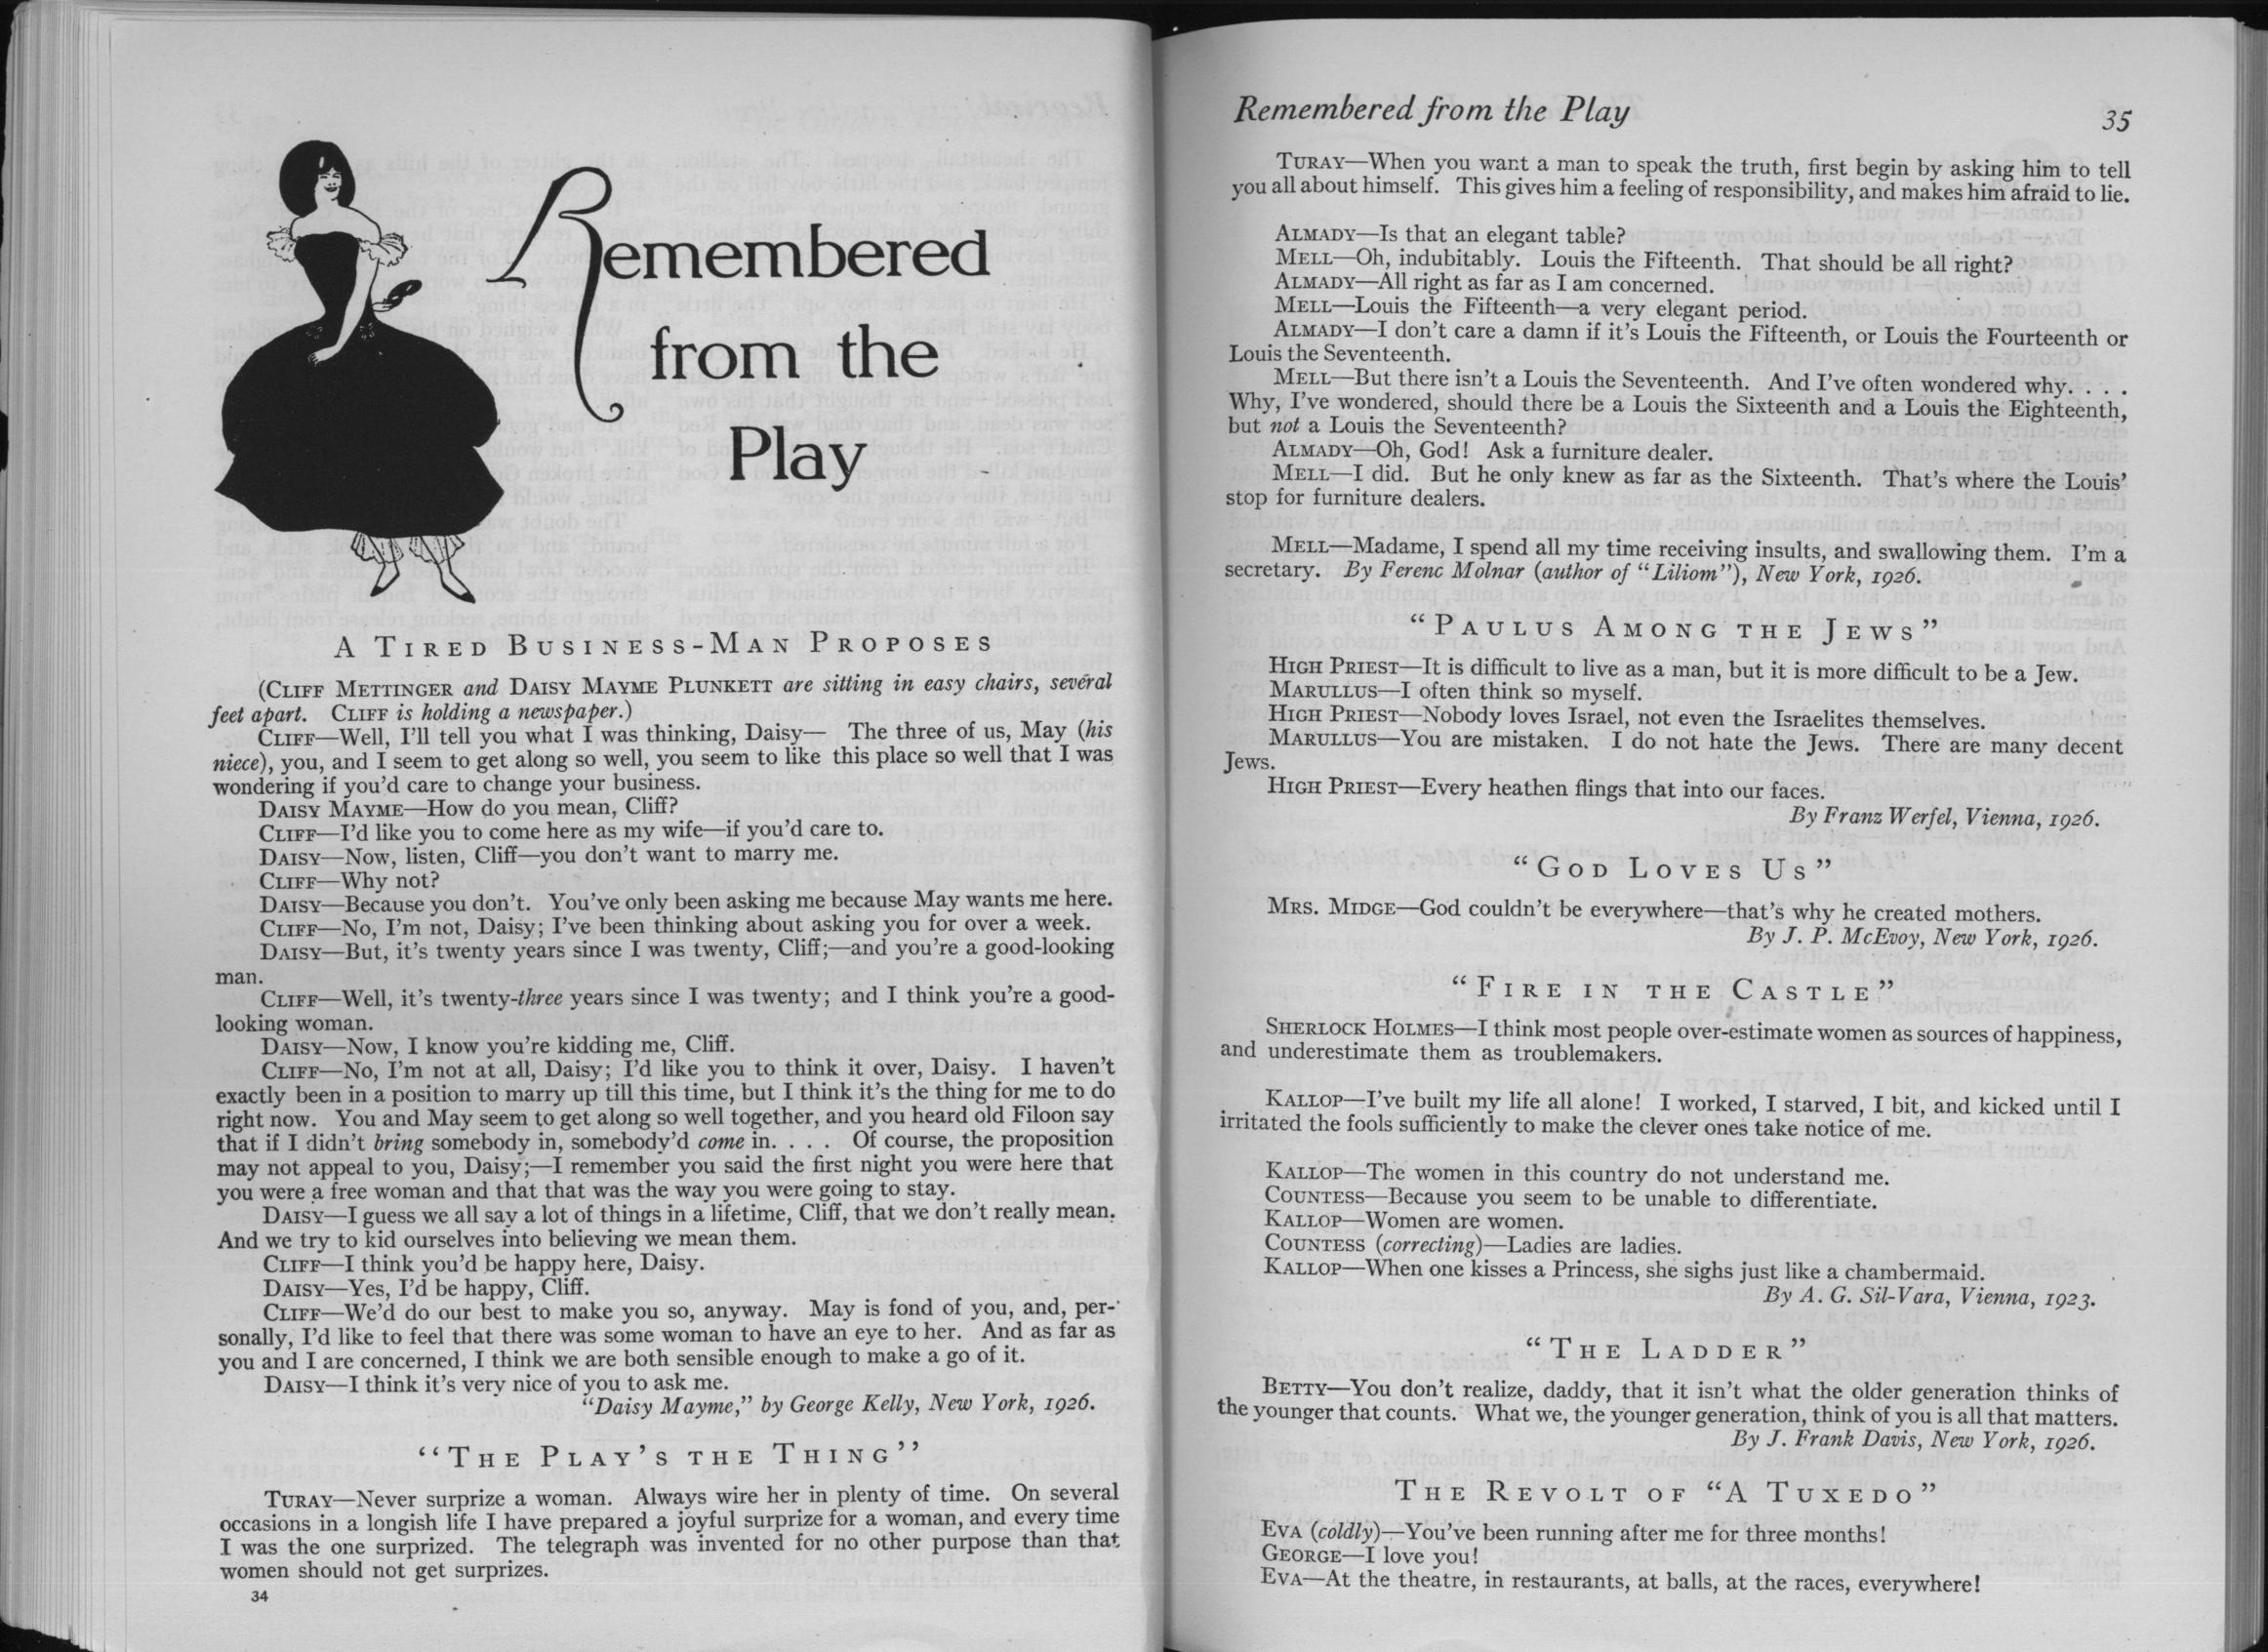 Remembered
from the
Play
A TIRED BUSINESS-MAN PROPOSES
(CLIFF METTINGER and DAISY MAYME PLUNKETT are sitting in easy chairs, several
feet apart. CLIFF is holding a newspaper.)
CLIFF—Well, I'll tell you what I was thinking, Daisy— The three of us, May (his
niece), you, and I seem to get along so well, you seem to like this place so well that I was
wondering if you'd care to change your business.
DAISY MAYME—How do you mean, Cliff?
CLIFF—I'd like you to come here as my wife—if you'd care to.
DAISY—Now, listen, Cliff—you don't want to marry me.
CLIFF—Why not?
DAISY—Because you don't. You've only been asking me because May wants me here.
CLIFF—No, I'm not, Daisy; I've been thinking about asking you for over a week.
DAISY—But, it's twenty years since I was twenty, Cliff;—and you're a good-looking
man.
CLIFF—Well, it's twenty-three years since I was twenty; and I think you're a good-
looking woman.
DAISY—Now, I know you're kidding me, Cliff.
CLIFF—No, I'm not at all, Daisy; I'd like you to think it over, Daisy. I haven't
exactly been in a position to marry up till this time, but I think it's the thing for me to do
right now. You and May seem to get along so well together, and you heard old Filoon say
that if I didn't bring somebody in, somebody'd come in. . . . Of course, the proposition
may not appeal to you, Daisy;—I remember you said the first night you were here that
you were a free woman and that that was the way you were going to stay.
DAISY—I guess we all say a lot of things in a lifetime, Cliff, that we don't really mean.
And we try to kid ourselves into believing we mean them.
CLIFF—I think you'd be happy here, Daisy.
DAISY—Yes, I'd be happy, Cliff.
CLIFF—We'd do our best to make you so, anyway. May is fond of you, and, per-
sonally, I'd like to feel that there was some woman to have an eye to her. And as far as
you and I are concerned, I think we are both sensible enough to make a go of it.
DAISY—I think it's very nice of you to ask me.
"Daisy Mayme," by George Kelly, New York, 1926.
"THE PLAY'S THE THING"
TURAY—Never surprize a woman. Always wire her in plenty of time. On several
occasions in a longish life I have prepared a joyful surprize for a woman, and every time
I was the one surprized. The telegraph was invented for no other purpose than that
women should not get surprizes.
34
Remembered from the Play
35
TURAY—When you want a man to speak the truth, first begin by asking him to tell
you all about himself. This gives him a feeling of responsibility, and makes him afraid to lie.
ALMADY—Is that an elegant table?
MELL—Oh, indubitably. Louis the Fifteenth. That should be all right?
ALMADY—All right as far as I am concerned.
MELL—Louis the Fifteenth—a very elegant period.
ALMADY—I don't care a damn if it's Louis the Fifteenth, or Louis the Fourteenth or
Louis the Seventeenth.
MELL—But there isn't a Louis the Seventeenth. And I've often wondered why. . . .
Why, I've wondered, should there be a Louis the Sixteenth and a Louis the Eighteenth,
but not a Louis the Seventeenth?
ALMADY—Oh, God! Ask a furniture dealer.
MELL—I did. But he only knew as far as the Sixteenth. That's where the Louis'
stop for furniture dealers.
MELL—Madame, I spend all my time receiving insults, and swallowing them. I'm a
secretary. By Ferenc Molnar (author of "Liliom"), New York, 1926.
"PAULUS AMONG THE JEWS"
HIGH PRIEST—It is difficult to live as a man, but it is more difficult to be a Jew.
MARULLUS—I often think so myself.
HIGH PRIEST—Nobody loves Israel, not even the Israelites themselves.
MARULLUS—You are mistaken. I do not hate the Jews. There are many decent
Jews.
HIGH PRIEST—Every heathen flings that into our faces.
By Franz Werfel, Vienna, 1926.
"GOD LOVES US"
MRS. MIDGE—God couldn't be everywhere—that's why he created mothers.
By J. P. McEvoy, New York, 1926.
"FIRE IN THE CASTLE"
SHERLOCK HOLMES—I think most people over-estimate women as sources of happiness,
and underestimate them as troublemakers.
KALLOP—I've built my life all alone! I worked, I starved, I bit, and kicked until I
irritated the fools sufficiently to make the clever ones take notice of me.
KALLOP—The women in this country do not understand me.
COUNTESS—Because you seem to be unable to differentiate.
KALLOP—Women are women.
COUNTESS (correcting)—Ladies are ladies.
KALLOP—When one kisses a Princess, she sighs just like a chambermaid.
By A. G. Sil-Vara, Vienna, 1923.
"THE LADDER"
BETTY—You don't realize, daddy, that it isn't what the older generation thinks of
the younger that counts. What we, the younger generation, think of you is all that matters.
By J. Frank Davis, New York, 1926.
THE REVOLT OF "A TUXEDO"
EVA (coldly)—You've been running after me for three months!
GEORGE—I love you!
EVA—At the theatre, in restaurants, at balls, at the races, everywhere!